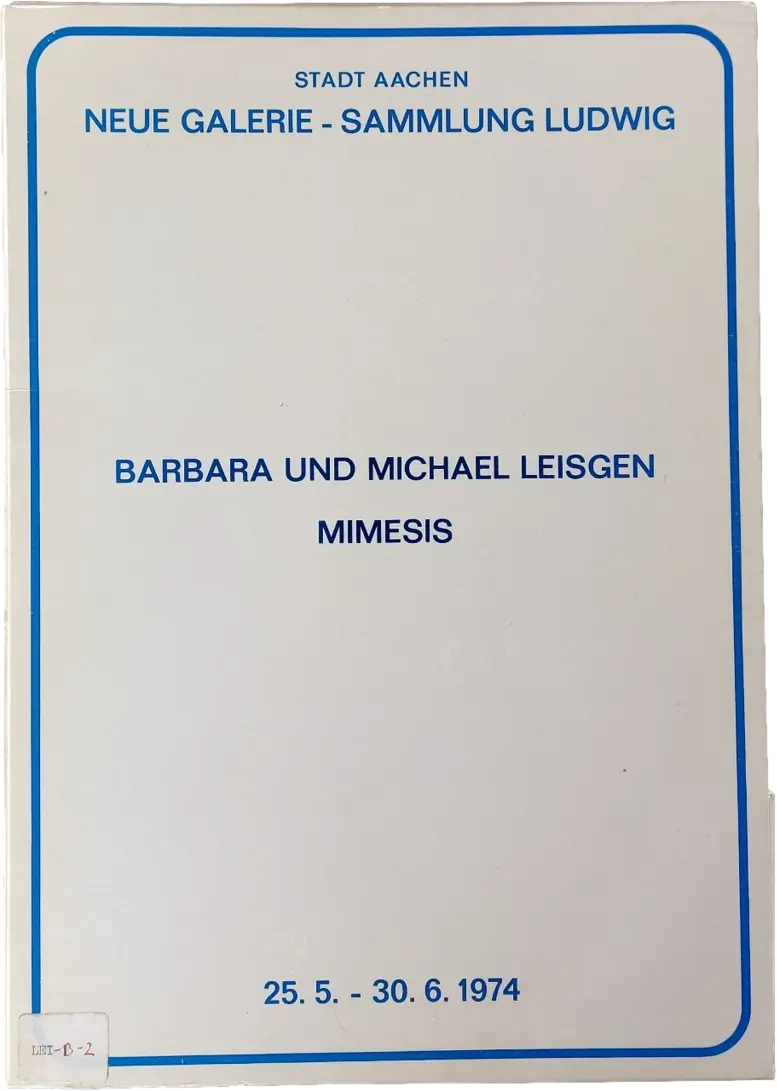 STADT AACHEN
NEUE GALERIE - SAMMLUNG LUDWIG
BARBARA UND MICHAEL LEISGEN
MIMESIS
25. 5. - 30. 6. 1974
LEI-B-2